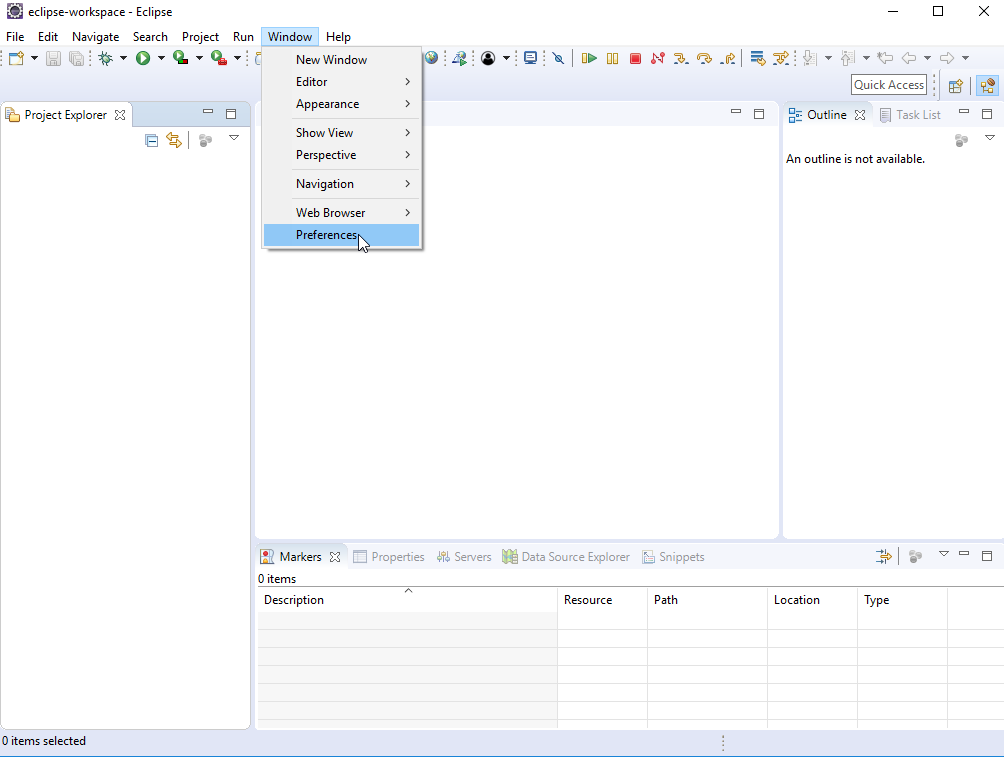 eclipse-workspace - Eclipse
File Edit Navigate Search Project Run Window Help
New Window
Editor
Appearance
Show View
Perspective
Navigation
Web Browser
Preferences
Quick Access
Project Explorer
Outline Task List
An outline is not available.
Markers Properties Servers Data Source Explorer Snippets
0 items
Description Resource Path Location Type
0 items selected